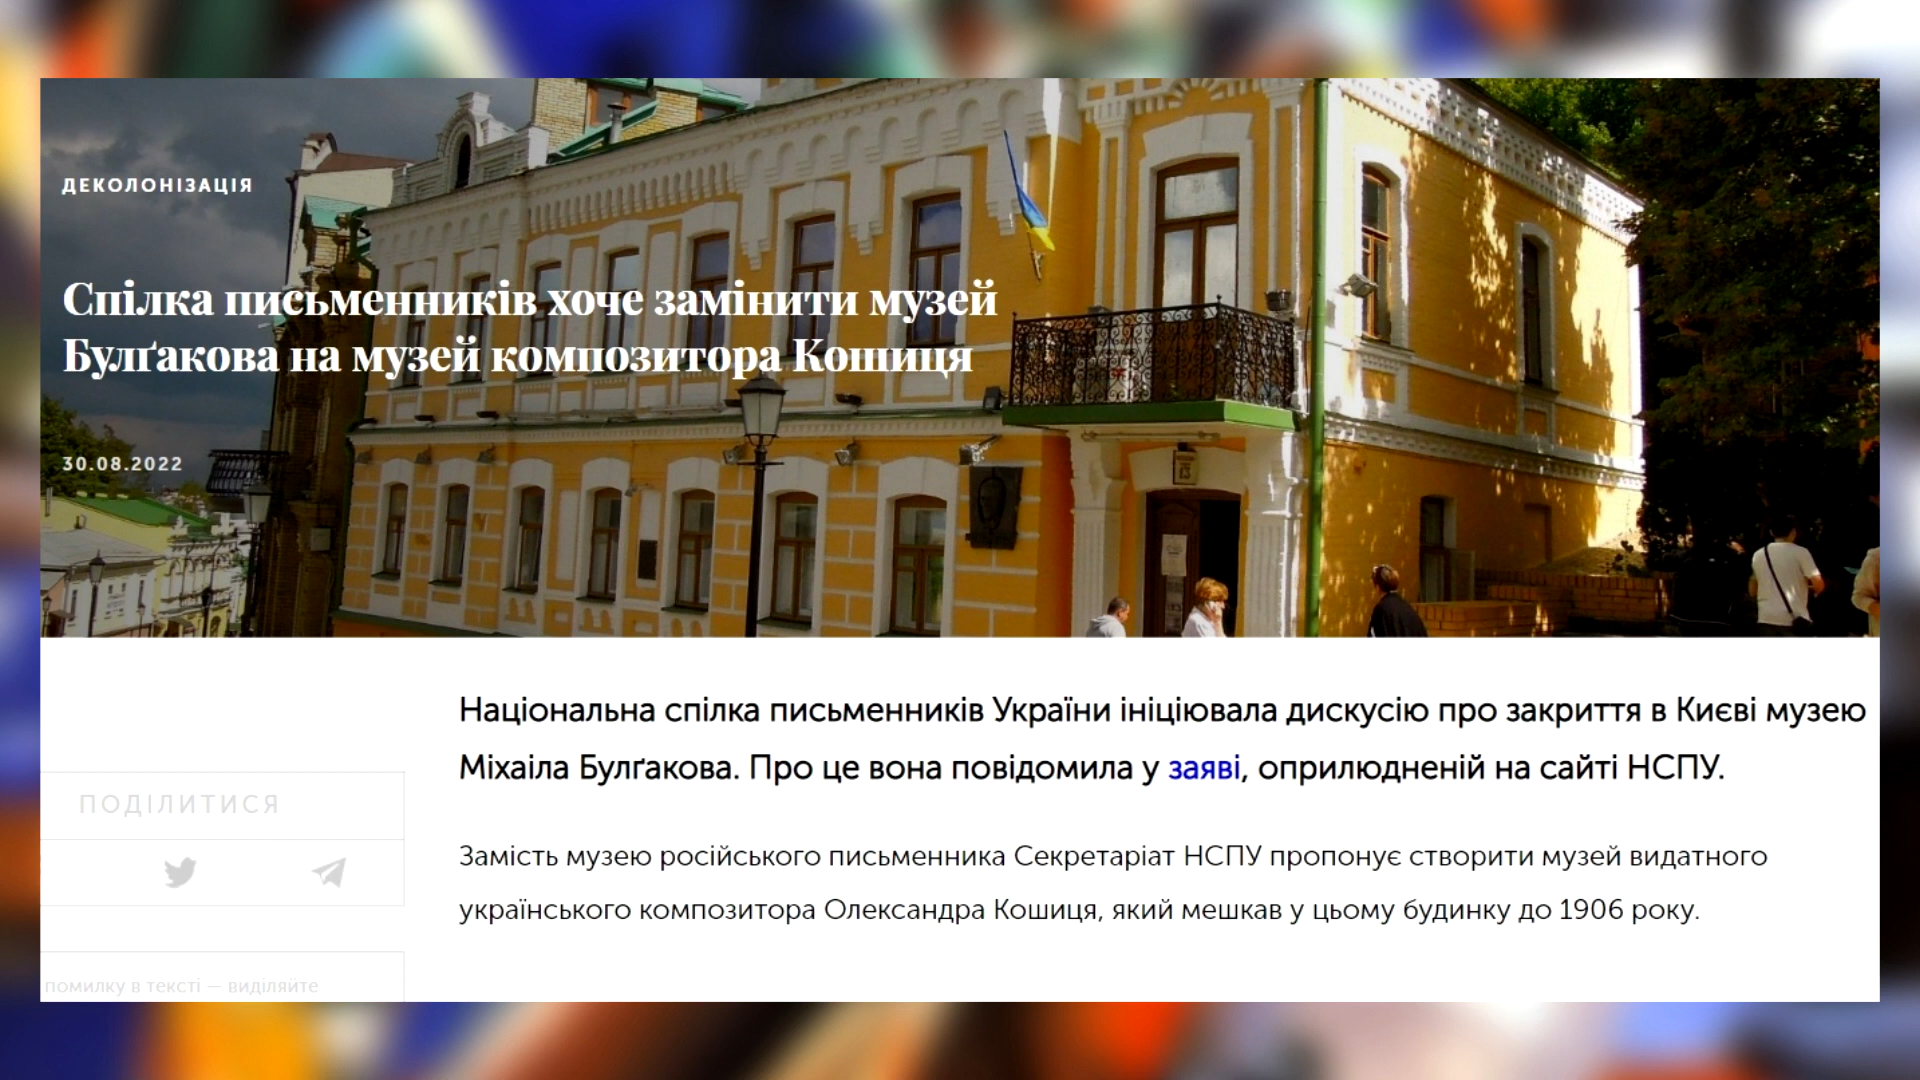 ДЕКОЛОНІЗАЦІЯ
Спілка письменників хоче замінити музей
Булґакова на музей композитора Кошиця
30.08.2022
13
Національна спілка письменників України ініціювала дискусію про закриття в Києві музею
Міхаіла Булґакова. Про це вона повідомила у заяві, оприлюдненій на сайті НСПУ.
ПОДІЛИТИСЯ
Замість музею російського письменника Секретаріат НСПУ пропонує створити музей видатного
українського композитора Олександра Кошиця, який мешкав у цьому будинку до 1906 року.
помилку в тексті — виділяйте